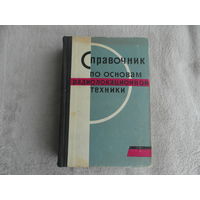 Справочник
по основам
радиолокационной
техники